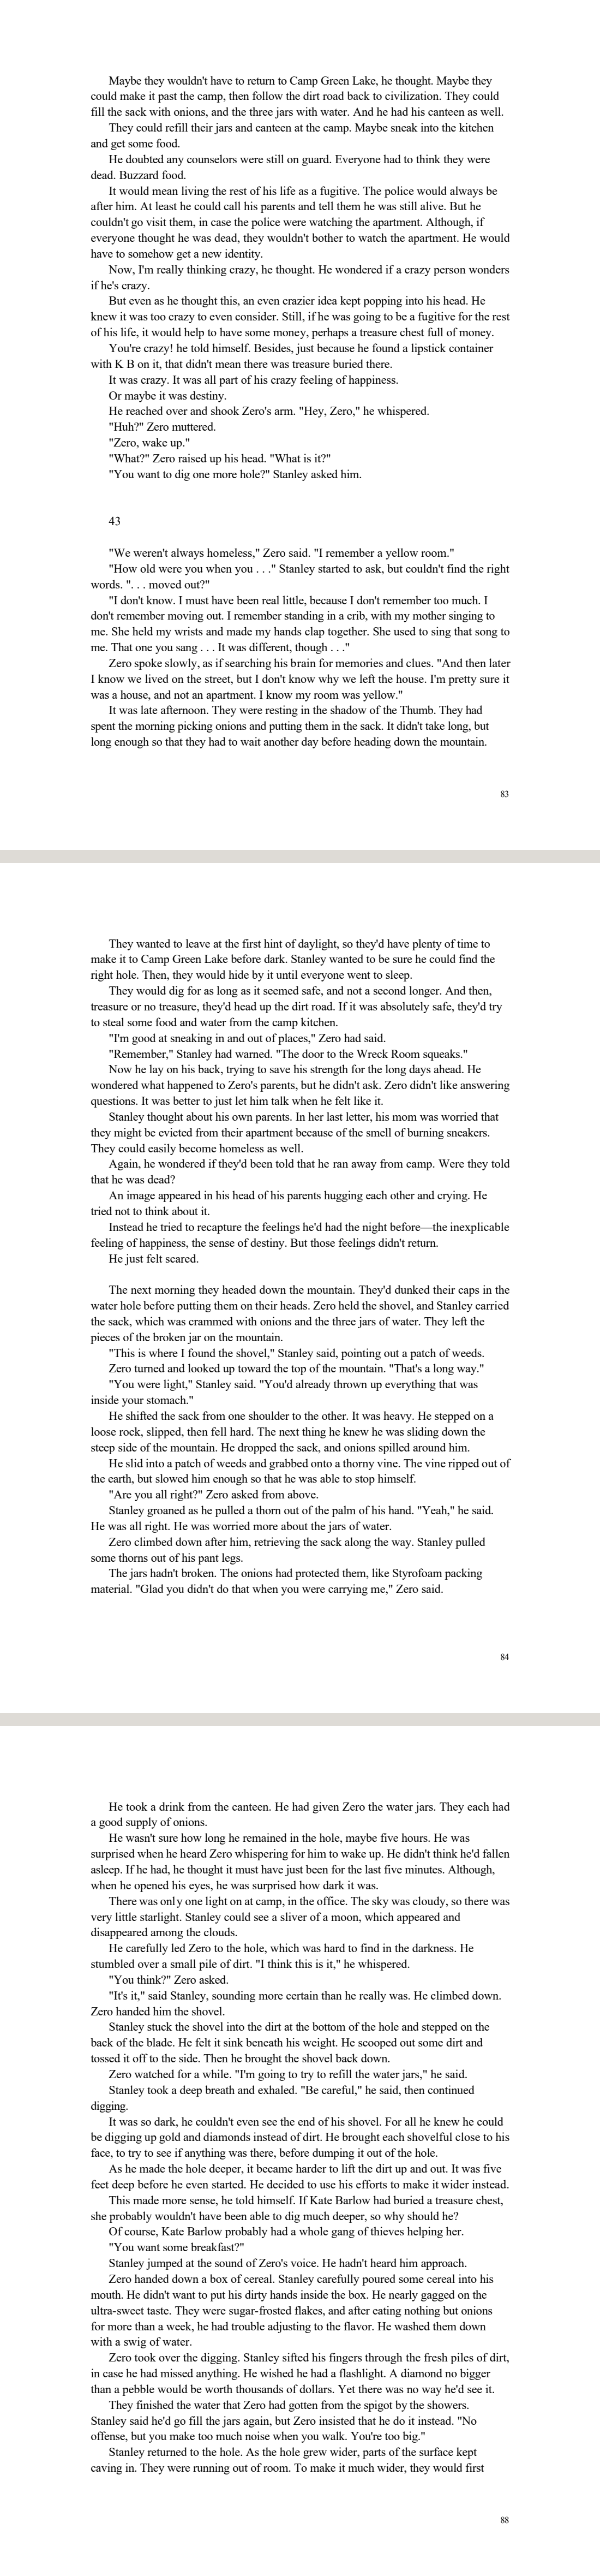 Maybe they wouldn't have to return to Camp Green Lake, he thought. Maybe they
could make it past the camp, then follow the dirt road back to civilization. They could
fill the sack with onions, and the three jars with water. And he had his canteen as well.
They could refill their jars and canteen at the camp. Maybe sneak into the kitchen
and get some food.
He doubted any counselors were still on guard. Everyone had to think they were
dead. Buzzard food.
It would mean living the rest of his life as a fugitive. The police would always be
after him. At least he could call his parents and tell them he was still alive. But he
couldn't go visit them, in case the police were watching the apartment. Although, if
everyone thought he was dead, they wouldn't bother to watch the apartment. He would
have to somehow get a new identity.
Now, I'm really thinking crazy, he thought. He wondered if a crazy person wonders
if he's crazy.
But even as he thought this, an even crazier idea kept popping into his head. He
knew it was too crazy to even consider. Still, if he was going to be a fugitive for the rest
of his life, it would help to have some money, perhaps a treasure chest full of money.
You're crazy! he told himself. Besides, just because he found a lipstick container
with K B on it, that didn't mean there was treasure buried there.
It was crazy. It was all part of his crazy feeling of happiness.
Or maybe it was destiny.
He reached over and shook Zero's arm. "Hey, Zero," he whispered.
"Huh?" Zero muttered.
"Zero, wake up."
"What?" Zero raised up his head. "What is it?"
"You want to dig one more hole?" Stanley asked him.
43
"We weren't always homeless," Zero said. "I remember a yellow room."
"How old were you when you . . ." Stanley started to ask, but couldn't find the right
words. ". . . moved out?"
"I don't know. I must have been real little, because I don't remember too much. I
don't remember moving out. I remember standing in a crib, with my mother singing to
me. She held my wrists and made my hands clap together. She used to sing that song to
me. That one you sang . . . It was different, though . . ."
Zero spoke slowly, as if searching his brain for memories and clues. "And then later
I know we lived on the street, but I don't know why we left the house. I'm pretty sure it
was a house, and not an apartment. I know my room was yellow."
It was late afternoon. They were resting in the shadow of the Thumb. They had
spent the morning picking onions and putting them in the sack. It didn't take long, but
long enough so that they had to wait another day before heading down the mountain.
83
They wanted to leave at the first hint of daylight, so they'd have plenty of time to
make it to Camp Green Lake before dark. Stanley wanted to be sure he could find the
right hole. Then, they would hide by it until everyone went to sleep.
They would dig for as long as it seemed safe, and not a second longer. And then,
treasure or no treasure, they'd head up the dirt road. If it was absolutely safe, they'd try
to steal some food and water from the camp kitchen.
"I'm good at sneaking in and out of places," Zero had said.
"Remember," Stanley had warned. "The door to the Wreck Room squeaks."
Now he lay on his back, trying to save his strength for the long days ahead. He
wondered what happened to Zero's parents, but he didn't ask. Zero didn't like answering
questions. It was better to just let him talk when he felt like it.
Stanley thought about his own parents. In her last letter, his mom was worried that
they might be evicted from their apartment because of the smell of burning sneakers.
They could easily become homeless as well.
Again, he wondered if they'd been told that he ran away from camp. Were they told
that he was dead?
An image appeared in his head of his parents hugging each other and crying. He
tried not to think about it.
Instead he tried to recapture the feelings he'd had the night before—the inexplicable
feeling of happiness, the sense of destiny. But those feelings didn't return.
He just felt scared.
The next morning they headed down the mountain. They'd dunked their caps in the
water hole before putting them on their heads. Zero held the shovel, and Stanley carried
the sack, which was crammed with onions and the three jars of water. They left the
pieces of the broken jar on the mountain.
"This is where I found the shovel," Stanley said, pointing out a patch of weeds.
Zero turned and looked up toward the top of the mountain. "That's a long way."
"You were light," Stanley said. "You'd already thrown up everything that was
inside your stomach."
He shifted the sack from one shoulder to the other. It was heavy. He stepped on a
loose rock, slipped, then fell hard. The next thing he knew he was sliding down the
steep side of the mountain. He dropped the sack, and onions spilled around him.
He slid into a patch of weeds and grabbed onto a thorny vine. The vine ripped out of
the earth, but slowed him enough so that he was able to stop himself.
"Are you all right?" Zero asked from above.
Stanley groaned as he pulled a thorn out of the palm of his hand. "Yeah," he said.
He was all right. He was worried more about the jars of water.
Zero climbed down after him, retrieving the sack along the way. Stanley pulled
some thorns out of his pant legs.
The jars hadn't broken. The onions had protected them, like Styrofoam packing
material. "Glad you didn't do that when you were carrying me," Zero said.
84
He took a drink from the canteen. He had given Zero the water jars. They each had
a good supply of onions.
He wasn't sure how long he remained in the hole, maybe five hours. He was
surprised when he heard Zero whispering for him to wake up. He didn't think he'd fallen
asleep. If he had, he thought it must have just been for the last five minutes. Although,
when he opened his eyes, he was surprised how dark it was.
There was only one light on at camp, in the office. The sky was cloudy, so there was
very little starlight. Stanley could see a sliver of a moon, which appeared and
disappeared among the clouds.
He carefully led Zero to the hole, which was hard to find in the darkness. He
stumbled over a small pile of dirt. "I think this is it," he whispered.
"You think?" Zero asked.
"It's it," said Stanley, sounding more certain than he really was. He climbed down.
Zero handed him the shovel.
Stanley stuck the shovel into the dirt at the bottom of the hole and stepped on the
back of the blade. He felt it sink beneath his weight. He scooped out some dirt and
tossed it off to the side. Then he brought the shovel back down.
Zero watched for a while. "I'm going to try to refill the water jars," he said.
Stanley took a deep breath and exhaled. "Be careful," he said, then continued
digging.
It was so dark, he couldn't even see the end of his shovel. For all he knew he could
be digging up gold and diamonds instead of dirt. He brought each shovelful close to his
face, to try to see if anything was there, before dumping it out of the hole.
As he made the hole deeper, it became harder to lift the dirt up and out. It was five
feet deep before he even started. He decided to use his efforts to make it wider instead.
This made more sense, he told himself. If Kate Barlow had buried a treasure chest,
she probably wouldn't have been able to dig much deeper, so why should he?
Of course, Kate Barlow probably had a whole gang of thieves helping her.
"You want some breakfast?"
Stanley jumped at the sound of Zero's voice. He hadn't heard him approach.
Zero handed down a box of cereal. Stanley carefully poured some cereal into his
mouth. He didn't want to put his dirty hands inside the box. He nearly gagged on the
ultra-sweet taste. They were sugar-frosted flakes, and after eating nothing but onions
for more than a week, he had trouble adjusting to the flavor. He washed them down
with a swig of water.
Zero took over the digging. Stanley sifted his fingers through the fresh piles of dirt,
in case he had missed anything. He wished he had a flashlight. A diamond no bigger
than a pebble would be worth thousands of dollars. Yet there was no way he'd see it.
They finished the water that Zero had gotten from the spigot by the showers.
Stanley said he'd go fill the jars again, but Zero insisted that he do it instead. "No
offense, but you make too much noise when you walk. You're too big."
Stanley returned to the hole. As the hole grew wider, parts of the surface kept
caving in. They were running out of room. To make it much wider, they would first
88